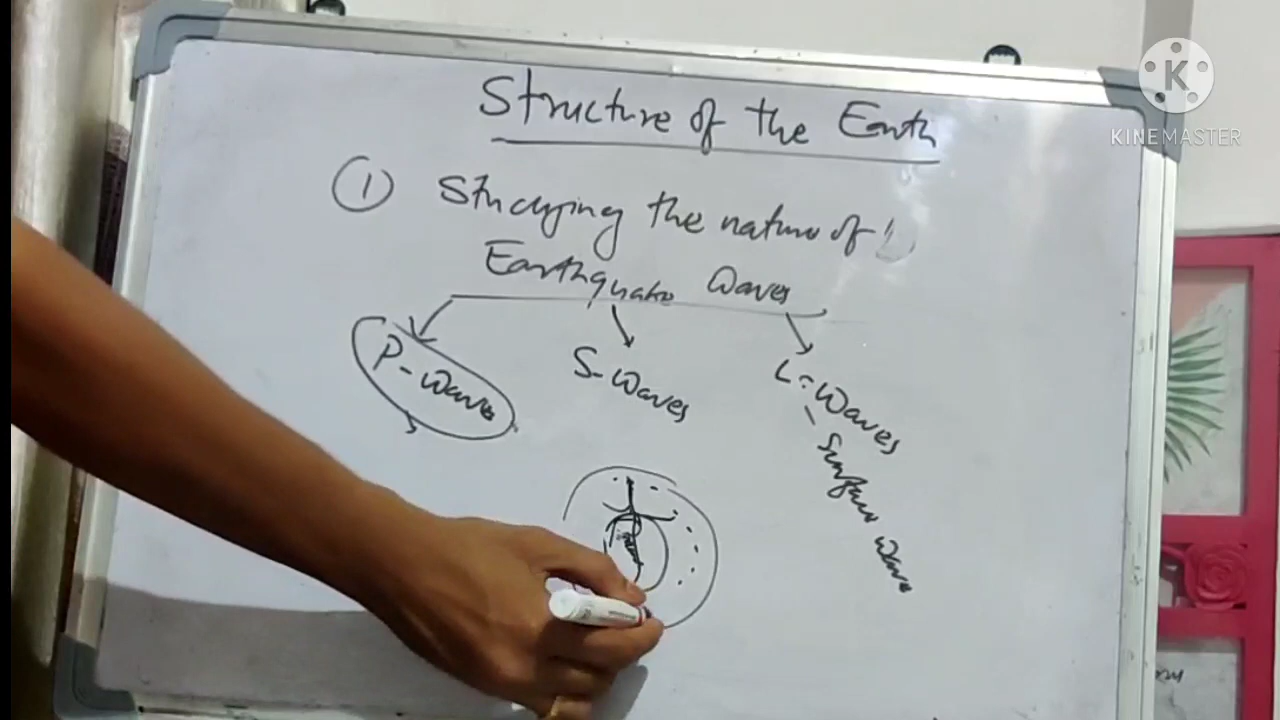 Structure of the Earth
① Studying the nature of
Earthquake Waves
P-Waves
S-Waves
L-Waves
- Surface Wave
K
KINEMASTER